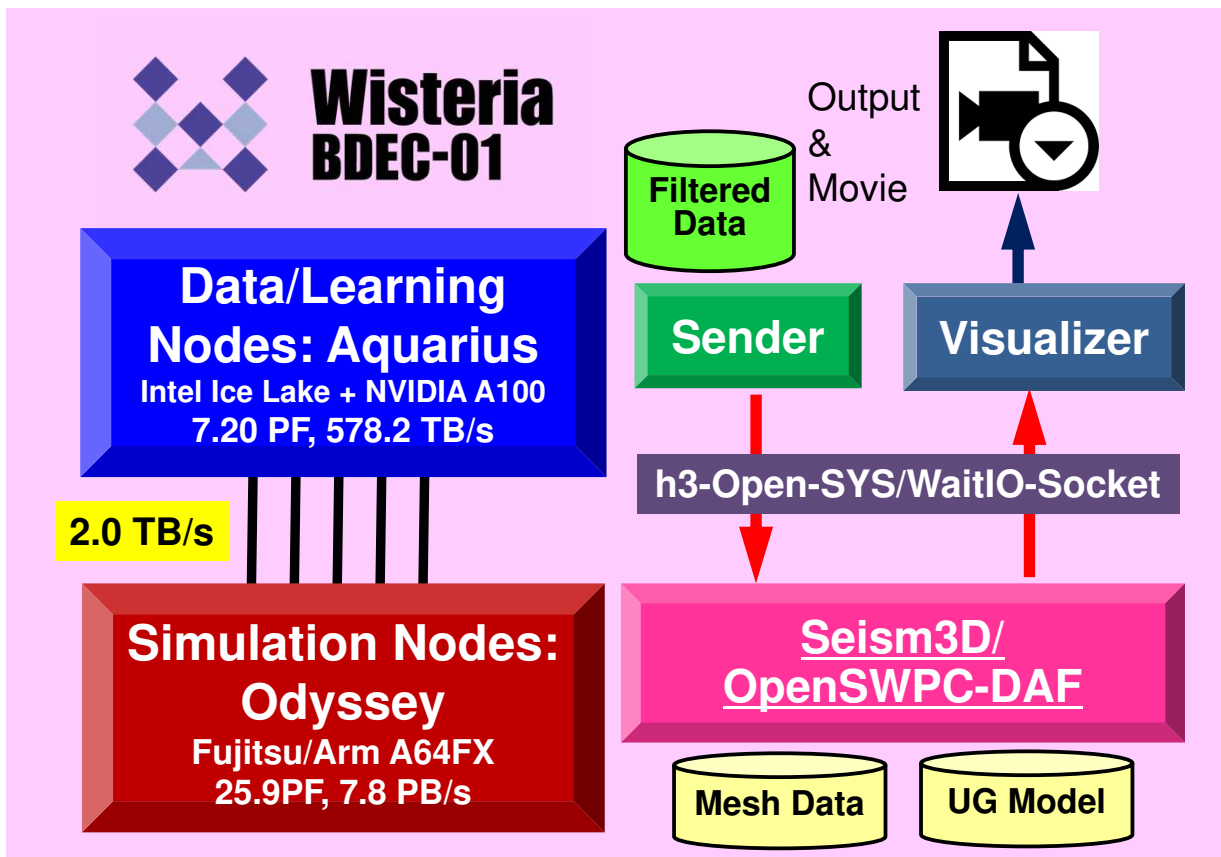 Wisteria
BDEC-01
Data/Learning
Nodes: Aquarius
Intel Ice Lake + NVIDIA A100
7.20 PF, 578.2 TB/s
2.0 TB/s
Simulation Nodes:
Odyssey
Fujitsu/Arm A64FX
25.9PF, 7.8 PB/s
Filtered
Data
Output
&
Movie
Sender
Visualizer
h3-Open-SYS/WaitIO-Socket
Seism3D/
OpenSWPC-DAF
Mesh Data
UG Model